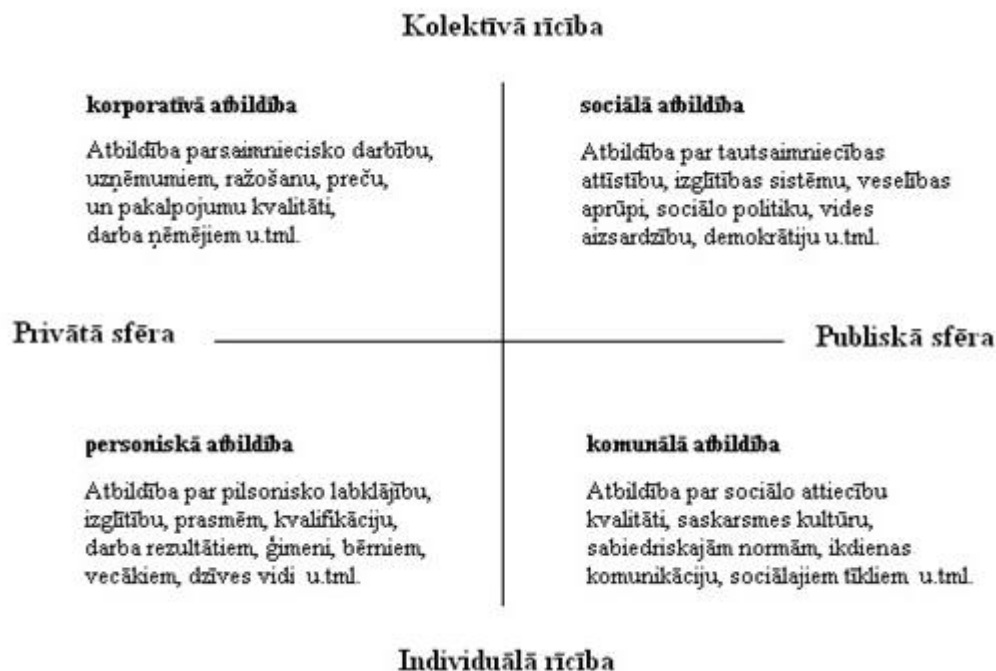 Kolektīvā rīcība
korporatīvā atbildība
Atbildība parsaimniecisko darbību,
uzņēmumiem, ražošanu, preču,
un pakalpojumu kvalitāti,
darba ņēmējiem u.tml.
sociālā atbildība
Atbildība par tautsaimniecības
attīstību, izglītības sistēmu, veselības
aprūpi, sociālo politiku, vides
aizsardzību, demokrātiju u.tml.
Privātā sfēra
Publiskā sfēra
personiskā atbildība
Atbildība par pilsonisko labklājību,
izglītību, prasmēm, kvalifikāciju,
darba rezultātiem, ģimeni, bērniem,
vecākiem, dzīves vidi u.tml.
komunālā atbildība
Atbildība par sociālo attiecību
kvalitāti, saskarsmes kultūru,
sabiedriskajām normām, ikdienas
komunikāciju, sociālajiem tīkliem u.tml.
Individuālā rīcība